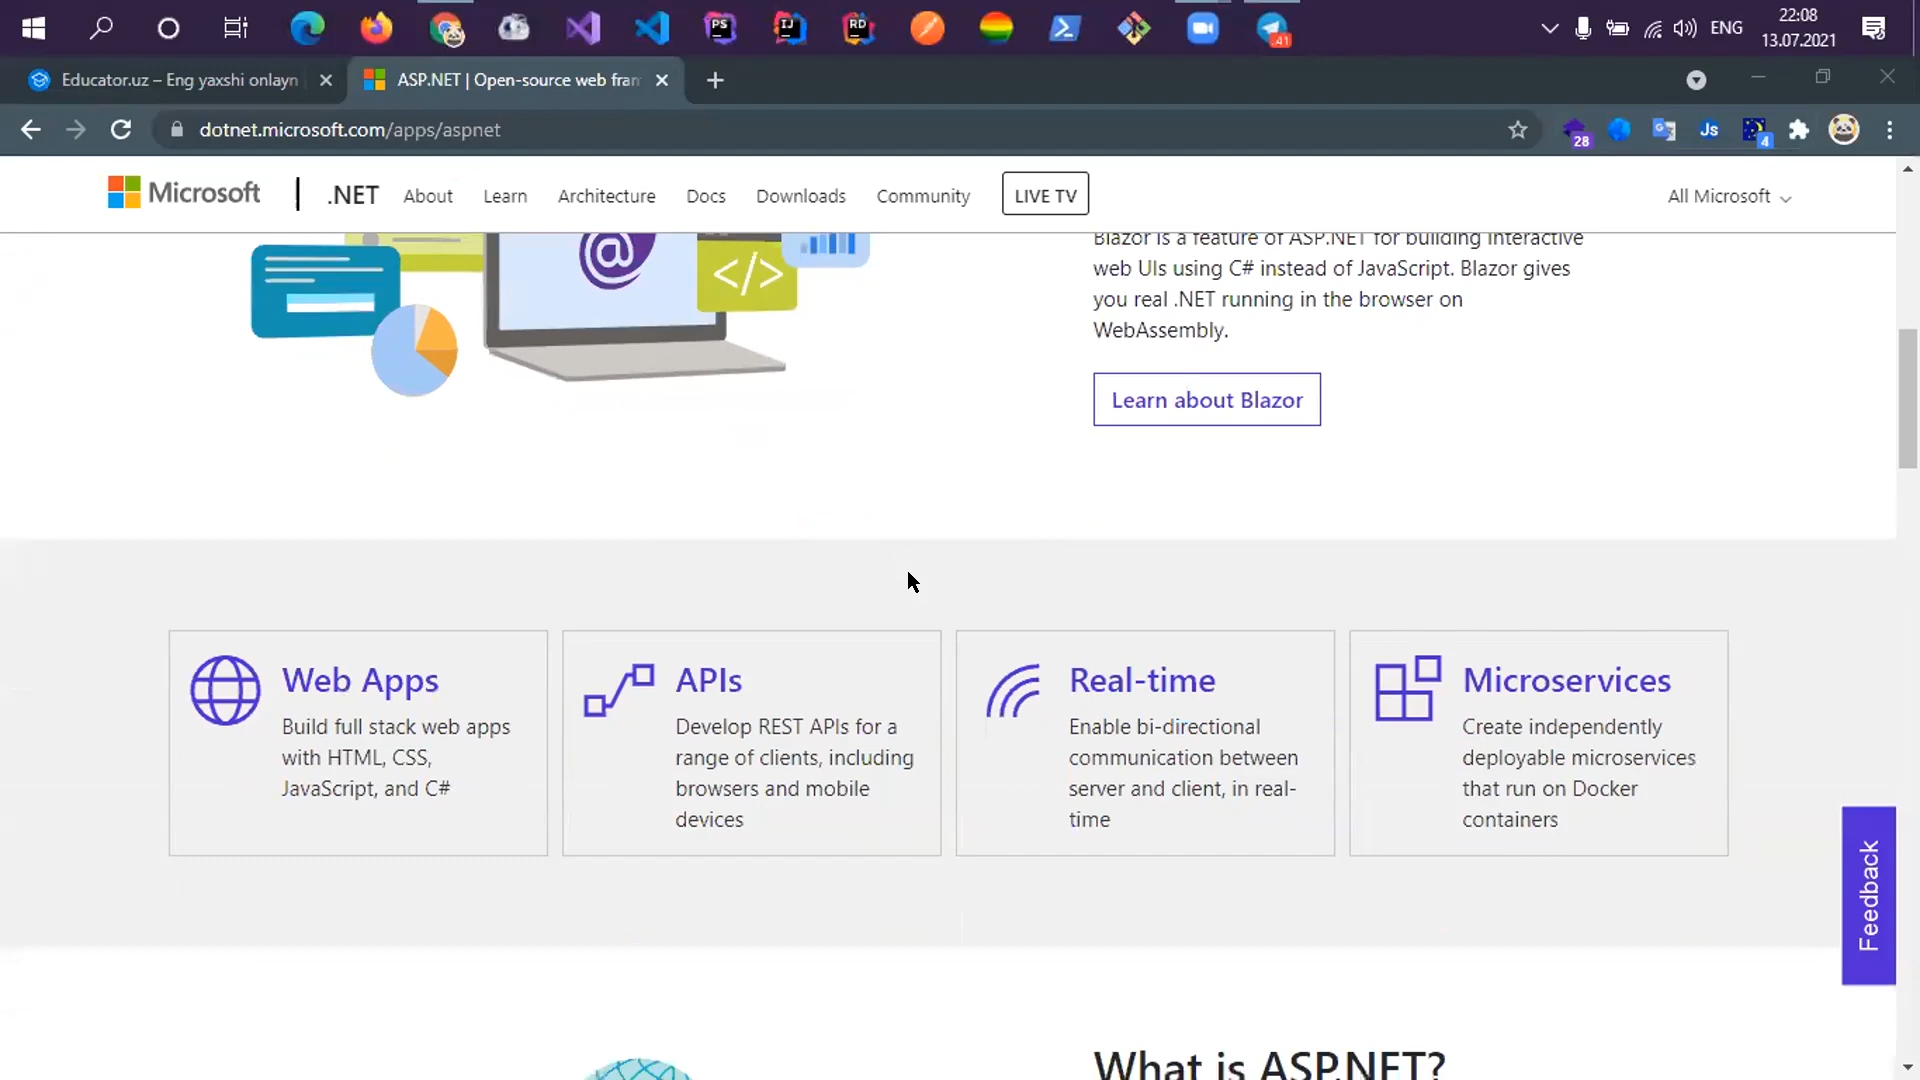 22:08
ENG
13.07.2021
PS
IJ
RD
41
Educator.uz – Eng yaxshi onlayn
ASP.NET | Open-source web fran
dotnet.microsoft.com/apps/aspnet
28
Js
4
Microsoft
.NET
About
Learn
Architecture
Docs
Downloads
Community
LIVE TV
All Microsoft
@
</>
Blazor is a feature of ASP.NET for building interactive
web UIs using C# instead of JavaScript. Blazor gives
you real .NET running in the browser on
WebAssembly.
Learn about Blazor
Web Apps
Build full stack web apps
with HTML, CSS,
JavaScript, and C#
APIs
Develop REST APIs for a
range of clients, including
browsers and mobile
devices
Real-time
Enable bi-directional
communication between
server and client, in real-
time
Microservices
Create independently
deployable microservices
that run on Docker
containers
Feedback
What is ASP.NET?